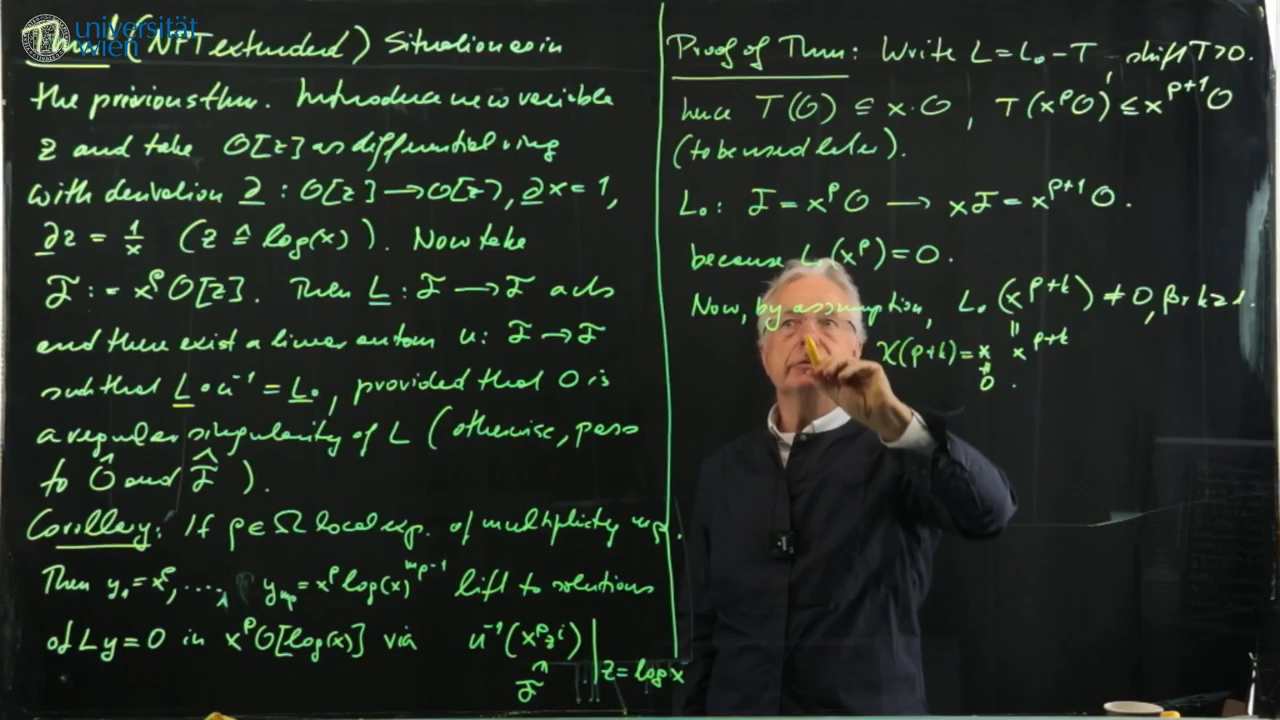 universität
wien
Thm (NFT extended) Situation as in
the previous thm. Introduce new variable
z and take O[z] as differential ring
with derivation ∂ : O[z] → O[z], ∂x = 1,
∂z = 1/x (z ≙ log(x)). Now take
F := x^ρ O[z]. Then L : F → F acts
and there exist a linear autom u : F → F
such that L∘u⁻¹ = L₀, provided that 0 is
a regular singularity of L (otherwise, pass
to Ô and F̂ ).
Corollary: If ρ ∈ Ω local exp. of multiplicity m_ρ.
Then y₁ = x^ρ, ...., y_{m_ρ} = x^ρ log(x)^{m_ρ-1} lift to solutions
of Ly = 0 in x^ρ O[log(x)] via u⁻¹(x^ρ z^i) | z = log x
F
Proof of Thm: Write L = L₀ - T, shift T > 0.
hence T(O) ⊆ x·O, T(x^ρ O) ⊆ x^{ρ+1} O
(to be used later).
L₀ : F = x^ρ O → xF = x^{ρ+1} O.
because L₀(x^ρ) = 0.
Now, by assumption, L₀(x^{ρ+k}) ≠ 0, für k ≥ 1.
χ(ρ+k) = x x^{ρ+k}
0.